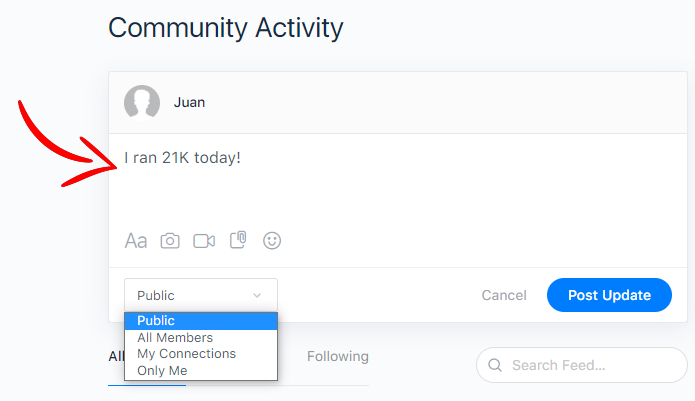 Community Activity
Juan
I ran 21K today!
Aa
Public
Cancel
Post Update
Public
All Members
My Connections
Only Me
All
Following
Search Feed...